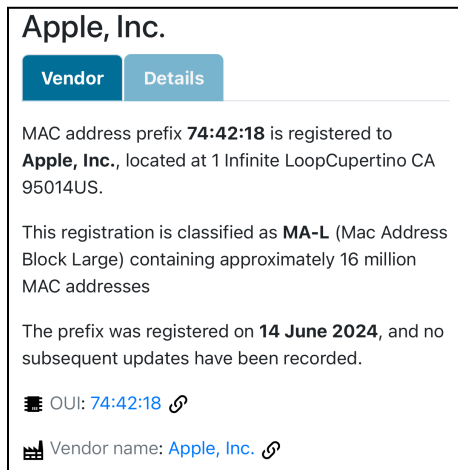 Apple, Inc.
Vendor
Details
MAC address prefix 74:42:18 is registered to
Apple, Inc., located at 1 Infinite LoopCupertino CA
95014US.
This registration is classified as MA-L (Mac Address
Block Large) containing approximately 16 million
MAC addresses
The prefix was registered on 14 June 2024, and no
subsequent updates have been recorded.
OUI: 74:42:18
Vendor name: Apple, Inc.